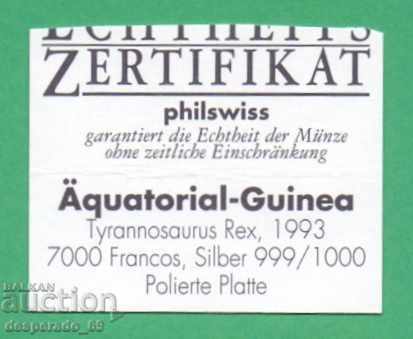 ECHTHEITS
ZERTIFIKAT
philswiss
garantiert die Echtheit der Münze
ohne zeitliche Einschränkung
Äquatorial-Guinea
Tyrannosaurus Rex, 1993
7000 Francos, Silber 999/1000
Polierte Platte
BALKAN
auction
desperado_69